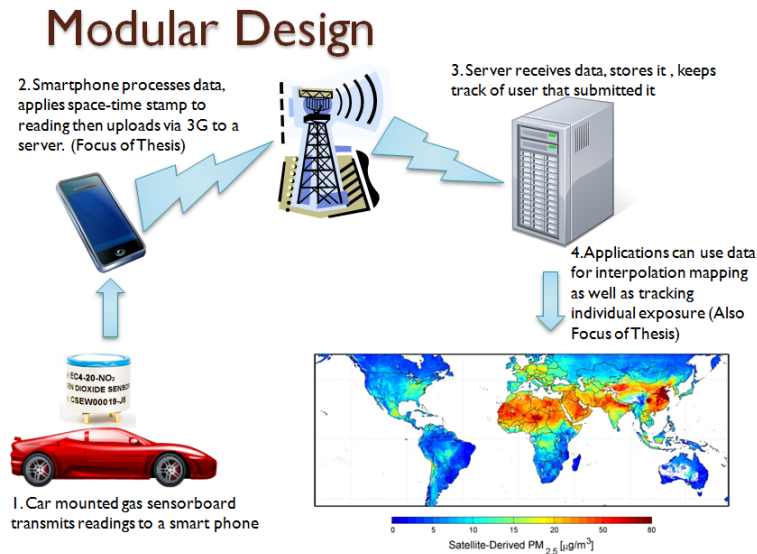 Modular Design
2. Smartphone processes data,
applies space-time stamp to
reading then uploads via 3G to a
server. (Focus of Thesis)
3. Server receives data, stores it , keeps
track of user that submitted it
4.Applications can use data
for interpolation mapping
as well as tracking
individual exposure (Also
Focus of Thesis)
EC4-20-NO₂
EN DIOXIDE SENSO
CSEW00019-J6
1. Car mounted gas sensorboard
transmits readings to a smart phone
0 5 10 15 20 50 80
Satellite-Derived PM₂.₅ [µg/m³]